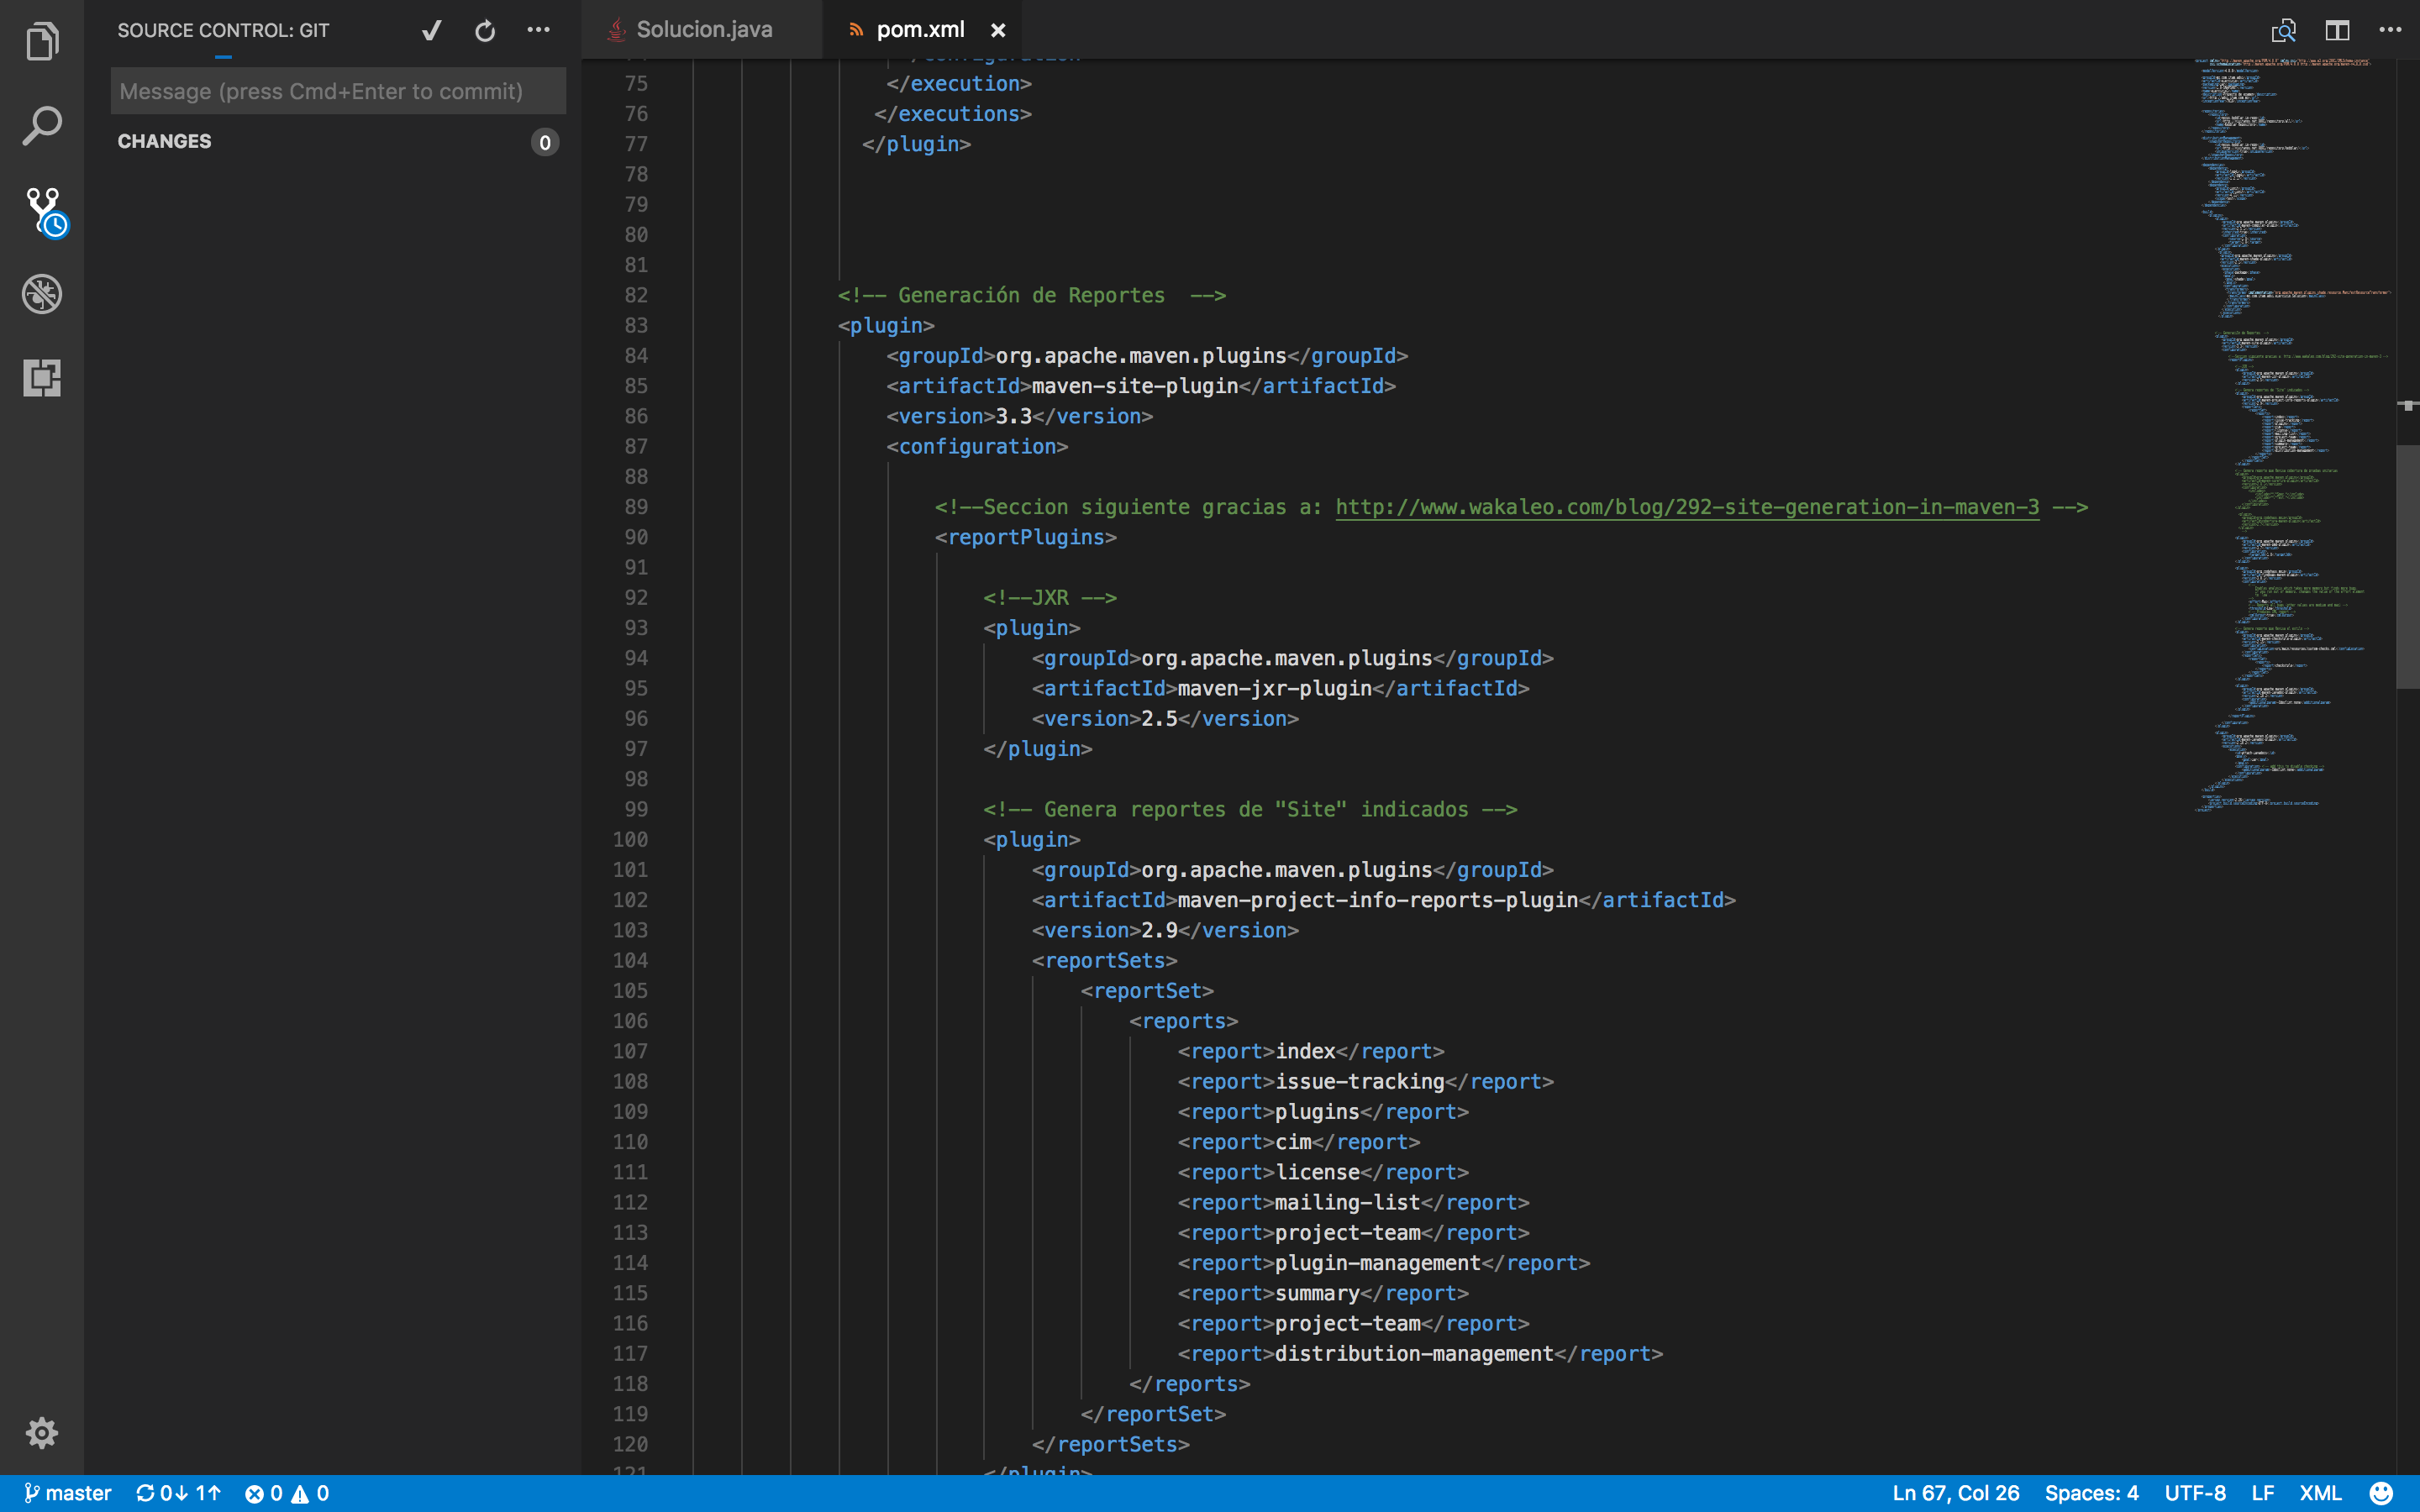 SOURCE CONTROL: GIT
Message (press Cmd+Enter to commit)
CHANGES 0
Solucion.java
pom.xml
75 </execution>
76 </executions>
77 </plugin>
78
79
80
81
82 <!-- Generación de Reportes -->
83 <plugin>
84 <groupId>org.apache.maven.plugins</groupId>
85 <artifactId>maven-site-plugin</artifactId>
86 <version>3.3</version>
87 <configuration>
88
89 <!--Seccion siguiente gracias a: http://www.wakaleo.com/blog/292-site-generation-in-maven-3 -->
90 <reportPlugins>
91
92 <!--JXR -->
93 <plugin>
94 <groupId>org.apache.maven.plugins</groupId>
95 <artifactId>maven-jxr-plugin</artifactId>
96 <version>2.5</version>
97 </plugin>
98
99 <!-- Genera reportes de "Site" indicados -->
100 <plugin>
101 <groupId>org.apache.maven.plugins</groupId>
102 <artifactId>maven-project-info-reports-plugin</artifactId>
103 <version>2.9</version>
104 <reportSets>
105 <reportSet>
106 <reports>
107 <report>index</report>
108 <report>issue-tracking</report>
109 <report>plugins</report>
110 <report>cim</report>
111 <report>license</report>
112 <report>mailing-list</report>
113 <report>project-team</report>
114 <report>plugin-management</report>
115 <report>summary</report>
116 <report>project-team</report>
117 <report>distribution-management</report>
118 </reports>
119 </reportSet>
120 </reportSets>
121 </plugin>
master 0↓ 1↑ 0 0 Ln 67, Col 26 Spaces: 4 UTF-8 LF XML